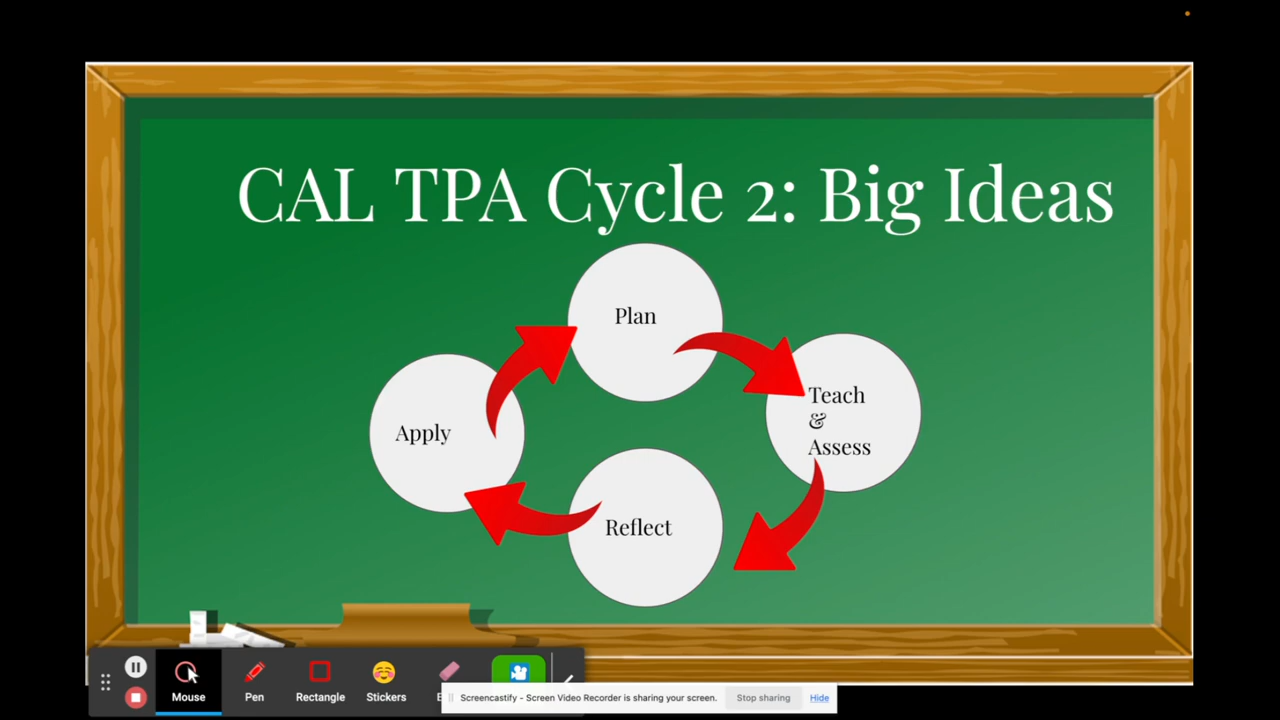 CAL TPA Cycle 2: Big Ideas
Plan
Teach
&
Assess
Apply
Reflect
Mouse
Pen
Rectangle
Stickers
Screencastify - Screen Video Recorder is sharing your screen.
Stop sharing
Hide